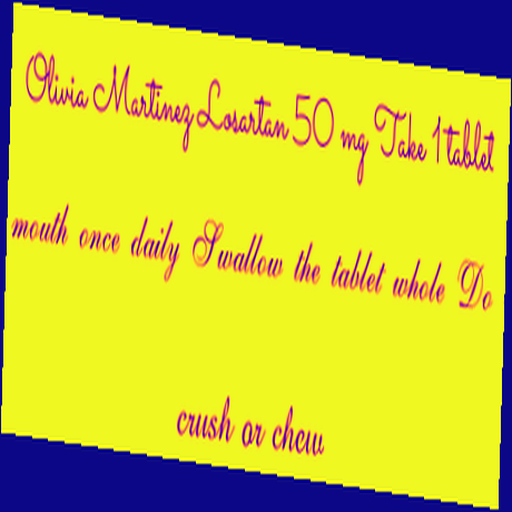 Olivia Martinez Losartan 50 mg Take 1 tablet
mouth once daily Swallow the tablet whole Do
crush or chew